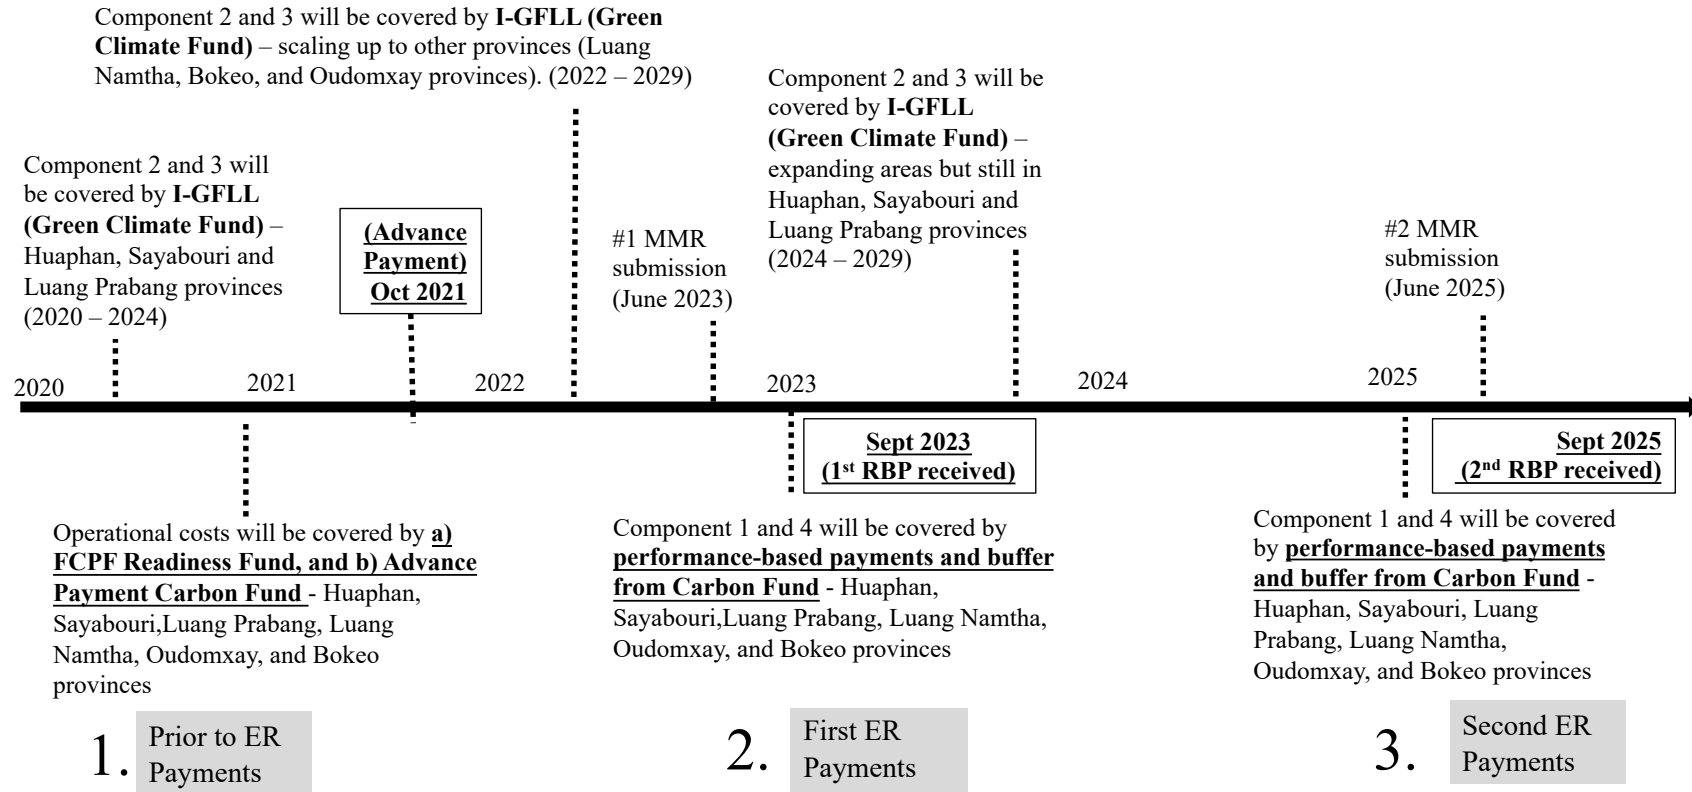 Component 2 and 3 will be covered by I-GFLL (Green
Climate Fund) – scaling up to other provinces (Luang
Namtha, Bokeo, and Oudomxay provinces). (2022 – 2029)
Component 2 and 3 will be
covered by I-GFLL
(Green Climate Fund) –
expanding areas but still in
Huaphan, Sayabouri and
Luang Prabang provinces
(2024 – 2029)
Component 2 and 3 will
be covered by I-GFLL
(Green Climate Fund) –
Huaphan, Sayabouri and
Luang Prabang provinces
(2020 – 2024)
(Advance
Payment)
Oct 2021
#1 MMR
submission
(June 2023)
#2 MMR
submission
(June 2025)
2020
2021
2022
2023
2024
2025
Sept 2023
(1st RBP received)
Sept 2025
(2nd RBP received)
Operational costs will be covered by a)
FCPF Readiness Fund, and b) Advance
Payment Carbon Fund - Huaphan,
Sayabouri,Luang Prabang, Luang
Namtha, Oudomxay, and Bokeo
provinces
Component 1 and 4 will be covered by
performance-based payments and buffer
from Carbon Fund - Huaphan,
Sayabouri,Luang Prabang, Luang Namtha,
Oudomxay, and Bokeo provinces
Component 1 and 4 will be covered
by performance-based payments
and buffer from Carbon Fund -
Huaphan, Sayabouri, Luang
Prabang, Luang Namtha,
Oudomxay, and Bokeo provinces
1.
Prior to ER
Payments
2.
First ER
Payments
3.
Second ER
Payments